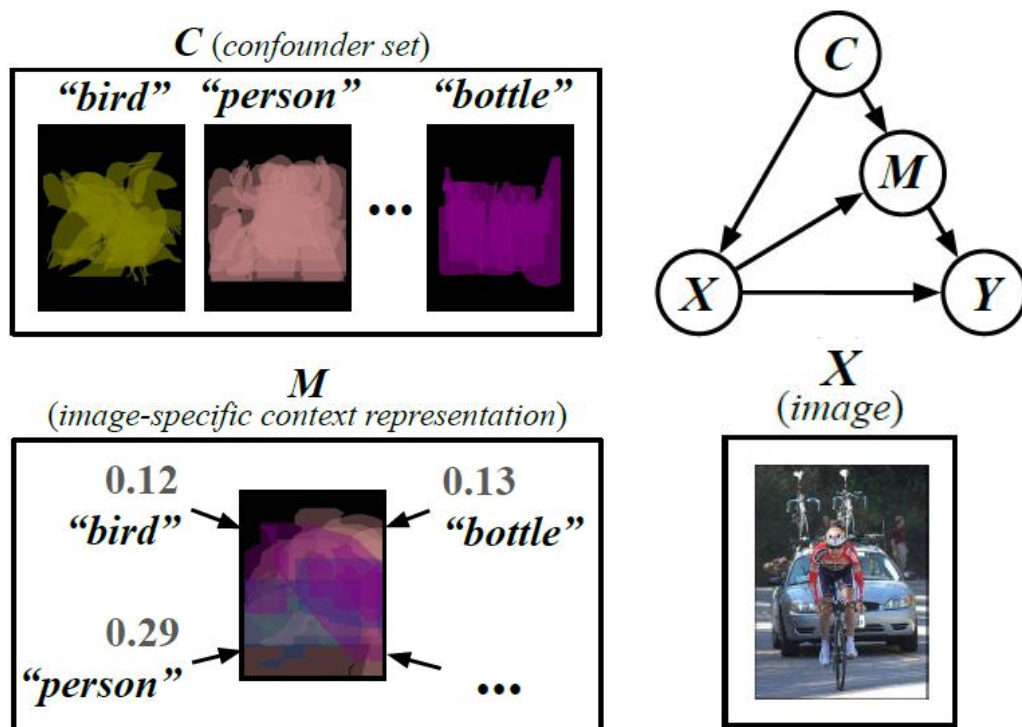 C (confounder set)
“bird” “person” “bottle”
...
C
M
X
Y
M
(image-specific context representation)
0.12
“bird”
0.13
“bottle”
0.29
“person”
...
X
(image)